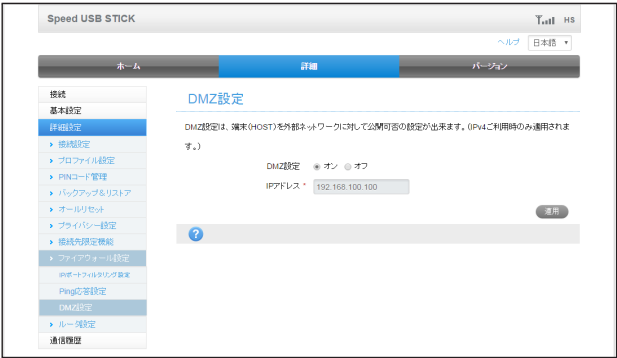 Speed USB STICK
HS
ヘルプ 日本語
ホーム 詳細 バージョン
接続
基本設定
詳細設定
接続設定
プロファイル設定
PINコード管理
バックアップ&リストア
オールリセット
プライバシー設定
接続先限定機能
ファイアウォール設定
IPポートフィルタリング設定
Ping応答設定
DMZ設定
ルータ設定
通信履歴
DMZ設定
DMZ設定は、端末(HOST)を外部ネットワークに対して公開可否の設定が出来ます。(IPv4ご利用時のみ適用されま
す。)
DMZ設定 オン オフ
IPアドレス * 192.168.100.100
適用
?